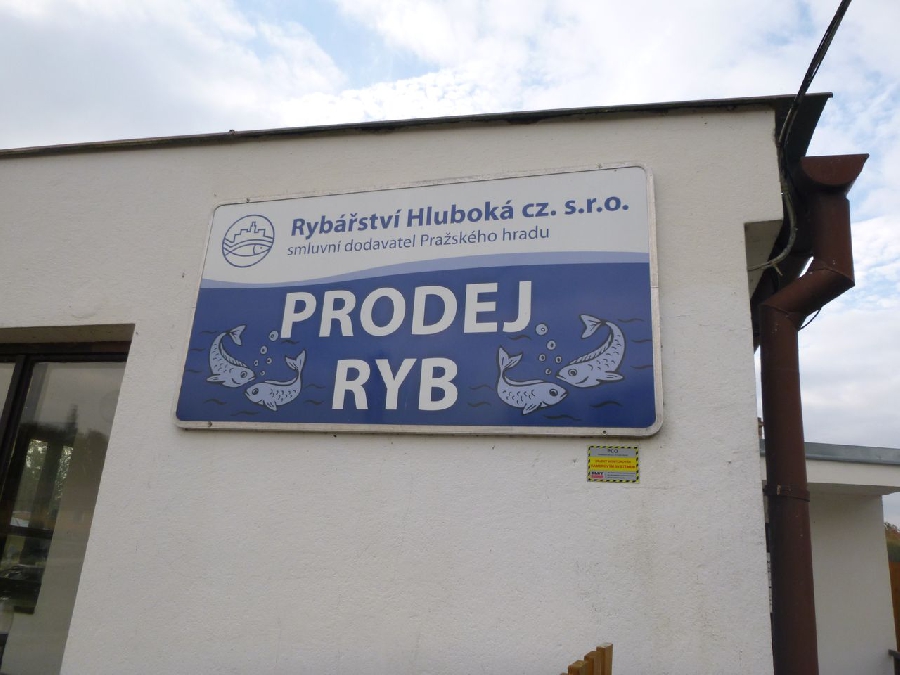 Rybářství Hluboká cz. s.r.o.
smluvní dodavatel Pražského hradu
PRODEJ
RYB